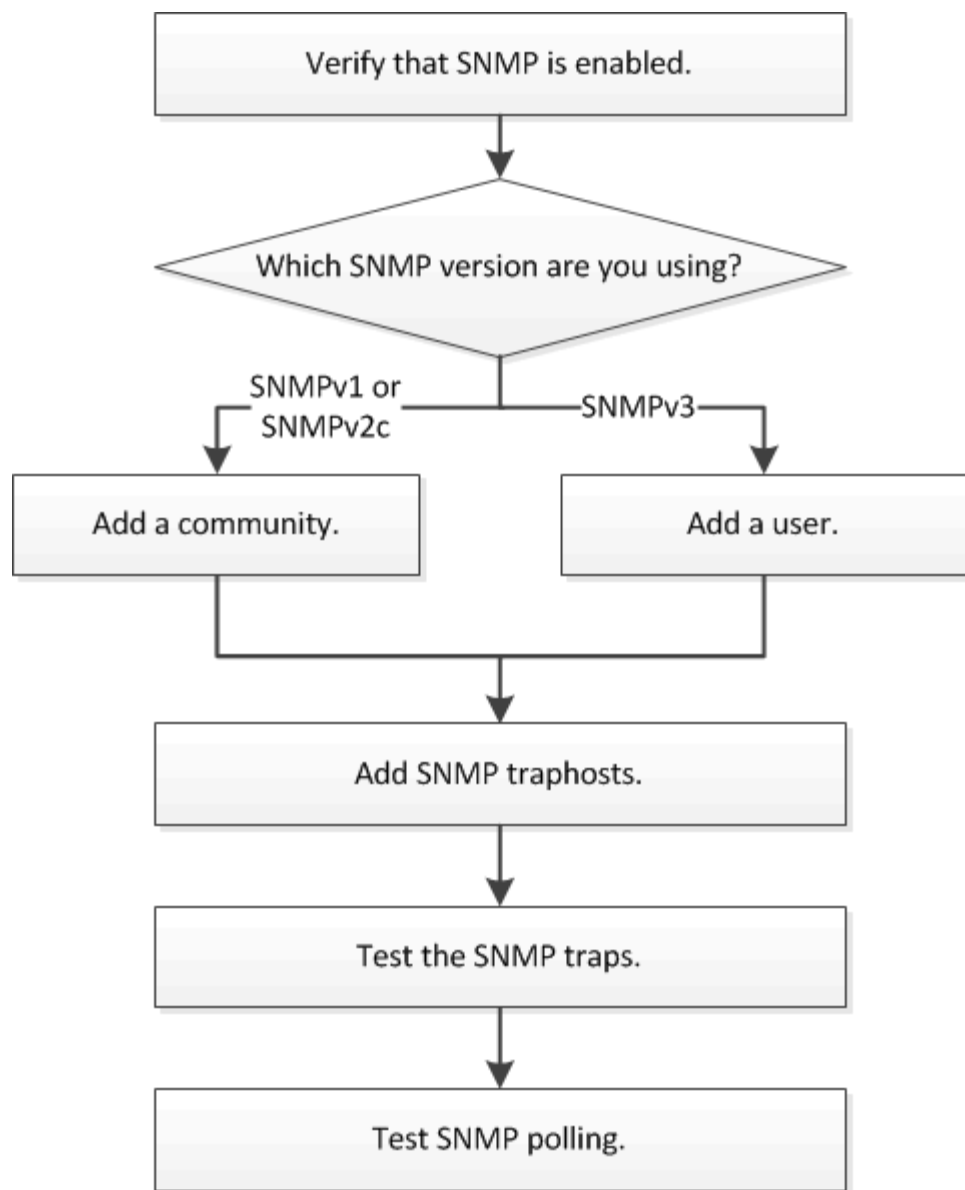 Verify that SNMP is enabled.
Which SNMP version are you using?
SNMPv1 or
SNMPv2c
SNMPv3
Add a community.
Add a user.
Add SNMP traphosts.
Test the SNMP traps.
Test SNMP polling.